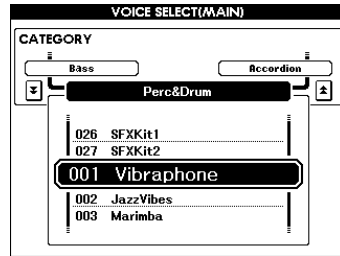 VOICE SELECT(MAIN)
CATEGORY
Bass
Accordion
Perc&Drum
026 SFXKit1
027 SFXKit2
001 Vibraphone
002 JazzVibes
003 Marimba